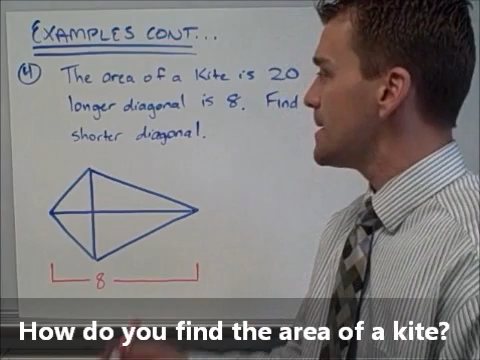 EXAMPLES CONT...
④ The area of a Kite is 20
longer diagonal is 8. Find
shorter diagonal.
8
How do you find the area of a kite?